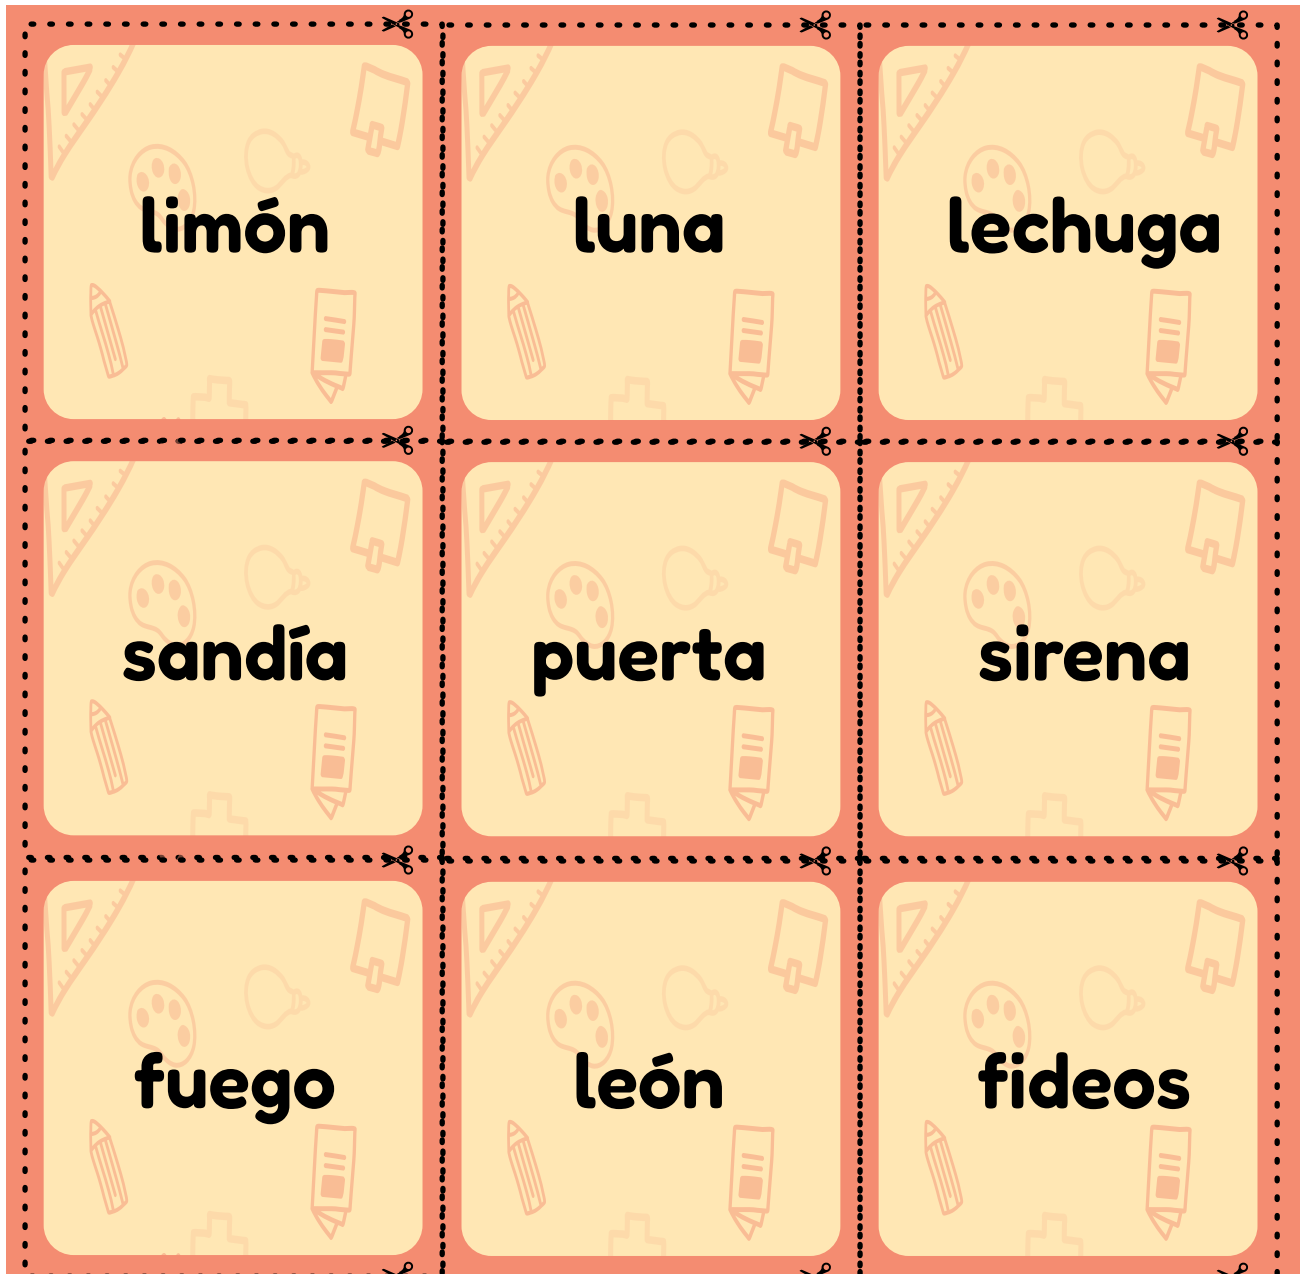 limón
luna
lechuga
sandía
puerta
sirena
fuego
león
fideos